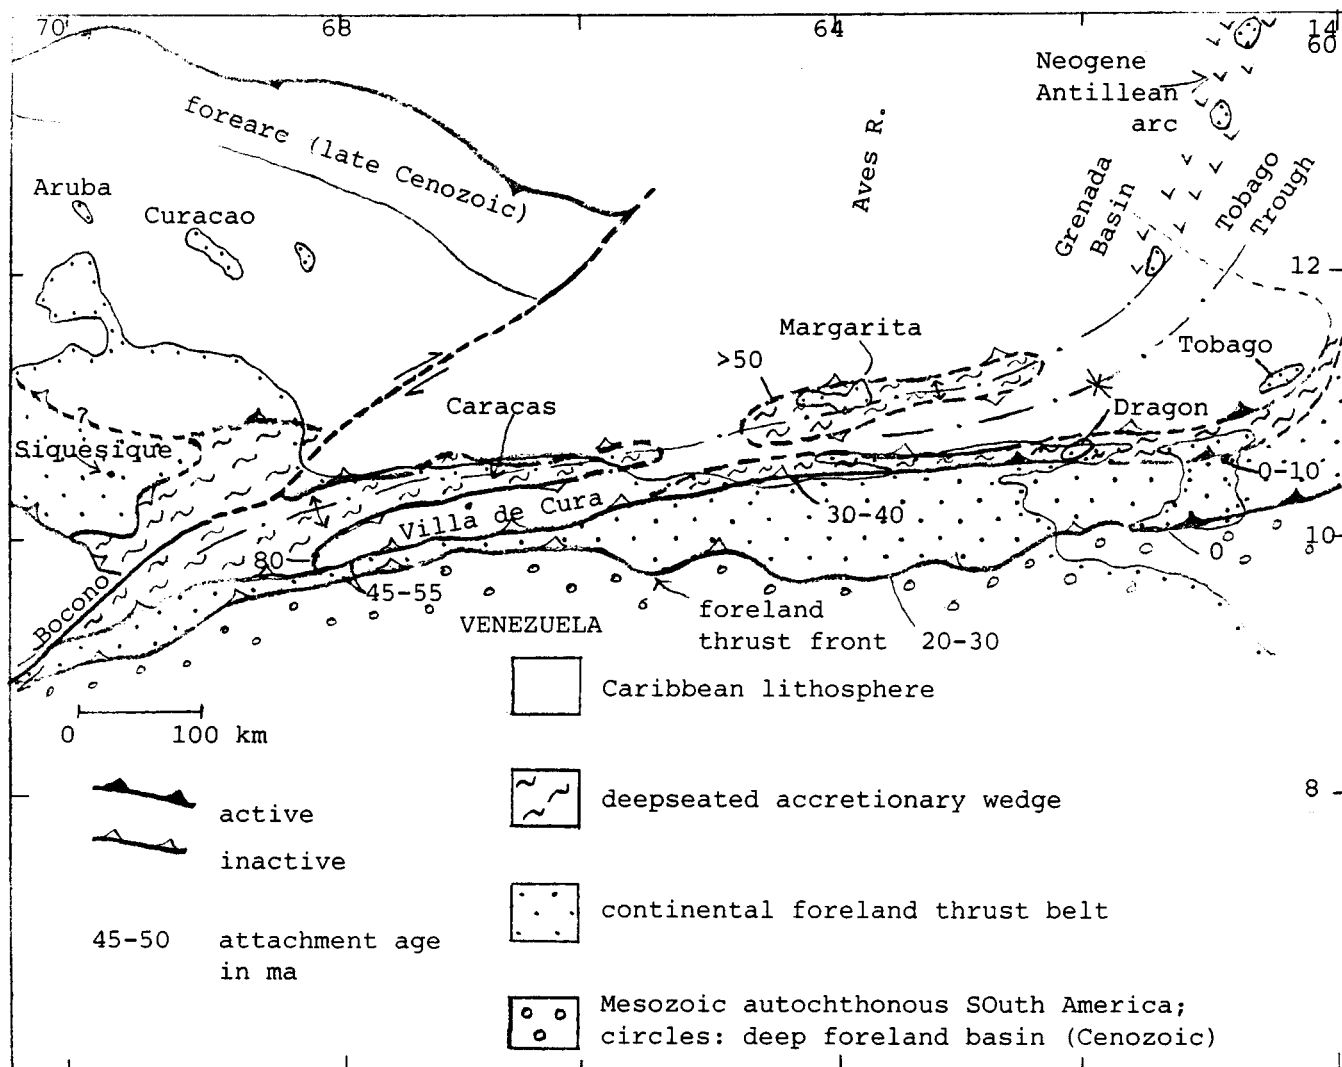 70
68
64
14
60
Neogene
Antillean
arc
forearc (late Cenozoic)
Aves R.
Grenada
Basin
Tobago
Trough
Aruba
Curacao
12
Margarita
>50
Tobago
Caracas
Dragon
?
Siquesique
0-10
Villa de Cura
30-40
80
0
10
45-55
Bocono
VENEZUELA
foreland
thrust front
20-30
Caribbean lithosphere
0
100 km
deepseated accretionary wedge
8
active
inactive
continental foreland thrust belt
45-50
attachment age
in ma
Mesozoic autochthonous SOuth America;
circles: deep foreland basin (Cenozoic)